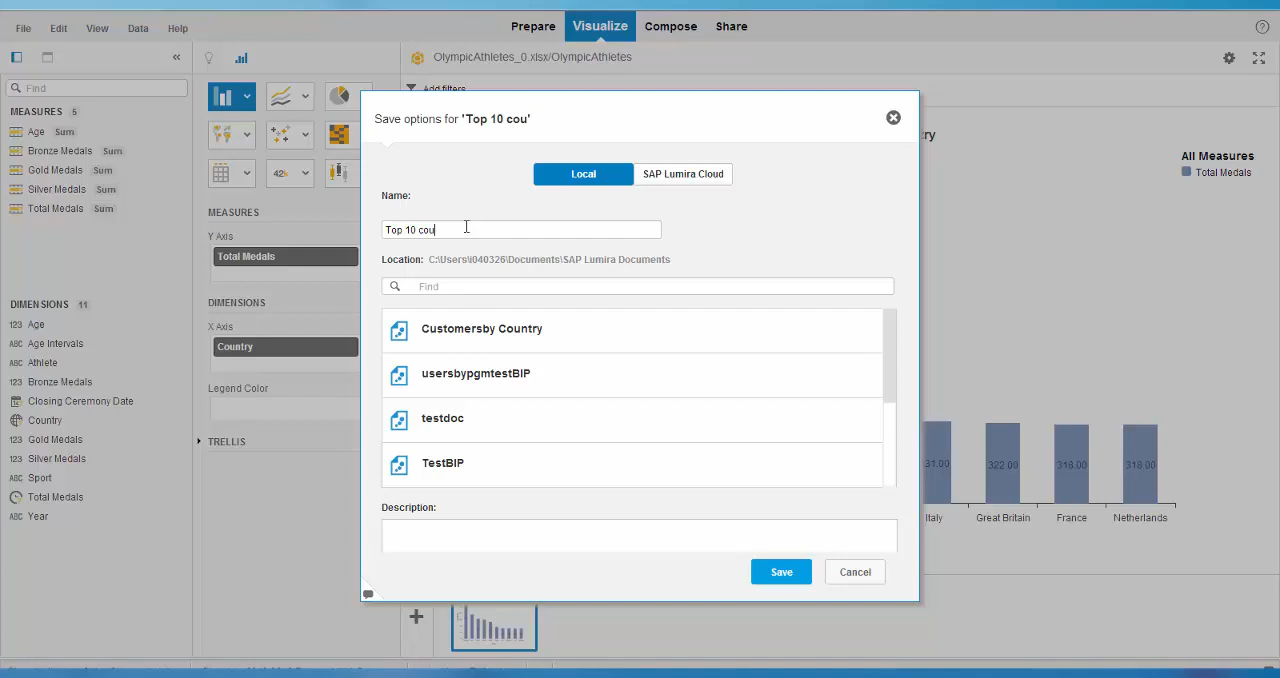 File Edit View Data Help
Prepare Visualize Compose Share
OlympicAthletes_0.xlsx/OlympicAthletes
Find
MEASURES 5
Age Sum
Bronze Medals Sum
Gold Medals Sum
Silver Medals Sum
Total Medals Sum
DIMENSIONS 11
123 Age
ABC Age Intervals
ABC Athlete
123 Bronze Medals
Closing Ceremony Date
Country
123 Gold Medals
123 Silver Medals
ABC Sport
Total Medals
ABC Year
42
MEASURES
Y Axis
Total Medals
DIMENSIONS
X Axis
Country
Legend Color
TRELLIS
Add filters
Save options for 'Top 10 cou'
Local SAP Lumira Cloud
Name:
Top 10 cou
Location: C:\Users\i040326\Documents\SAP Lumira Documents
Find
Customersby Country
usersbypgmtestBIP
testdoc
TestBIP
Description:
Save Cancel
All Measures
Total Medals
31.00 322.00 318.00 318.00
Italy Great Britain France Netherlands